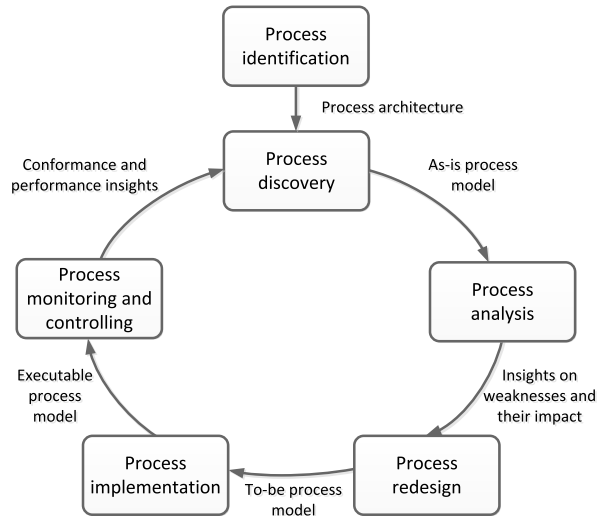 Process
identification
Process architecture
Process
discovery
Conformance and
performance insights
As-is process
model
Process
monitoring and
controlling
Process
analysis
Executable
process
model
Insights on
weaknesses and
their impact
Process
implementation
To-be process
model
Process
redesign